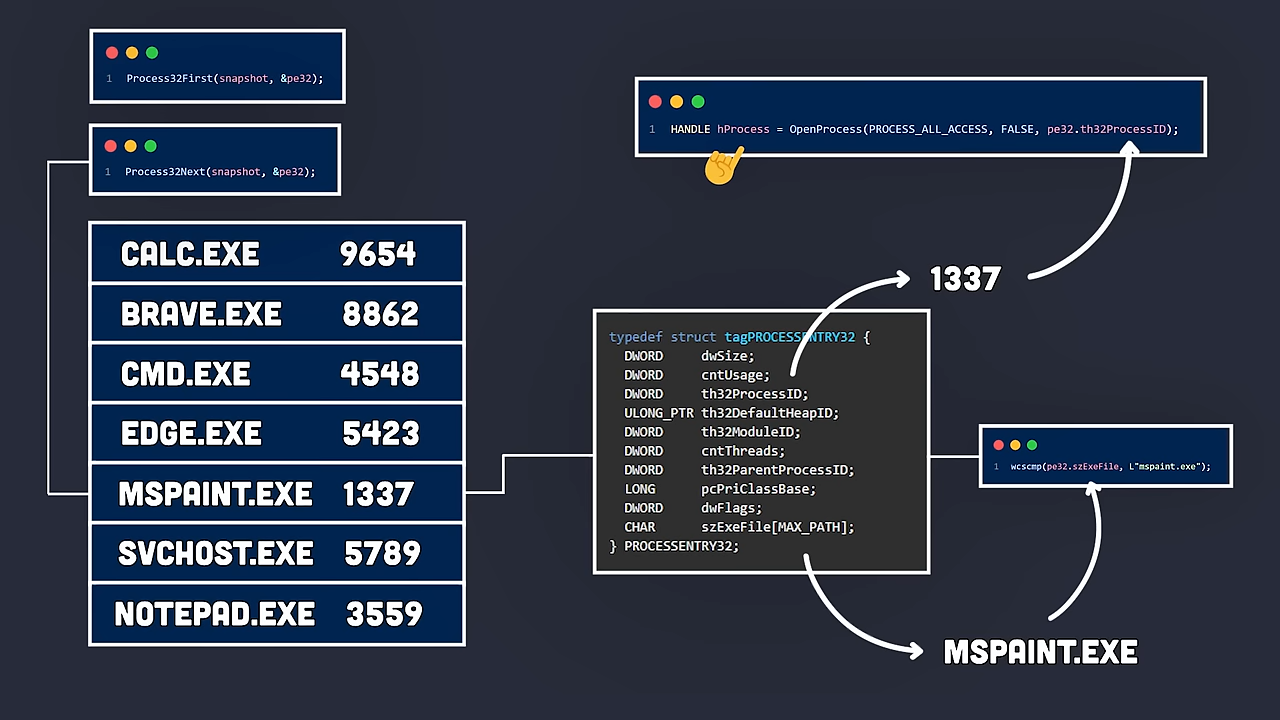 1 Process32First(snapshot, &pe32);
1 Process32Next(snapshot, &pe32);
CALC.EXE 9654
BRAVE.EXE 8862
CMD.EXE 4548
EDGE.EXE 5423
MSPAINT.EXE 1337
SVCHOST.EXE 5789
NOTEPAD.EXE 3559
1 HANDLE hProcess = OpenProcess(PROCESS_ALL_ACCESS, FALSE, pe32.th32ProcessID);
1337
typedef struct tagPROCESSENTRY32 {
DWORD dwSize;
DWORD cntUsage;
DWORD th32ProcessID;
ULONG_PTR th32DefaultHeapID;
DWORD th32ModuleID;
DWORD cntThreads;
DWORD th32ParentProcessID;
LONG pcPriClassBase;
DWORD dwFlags;
CHAR szExeFile[MAX_PATH];
} PROCESSENTRY32;
1 wcscmp(pe32.szExeFile, L"mspaint.exe");
MSPAINT.EXE